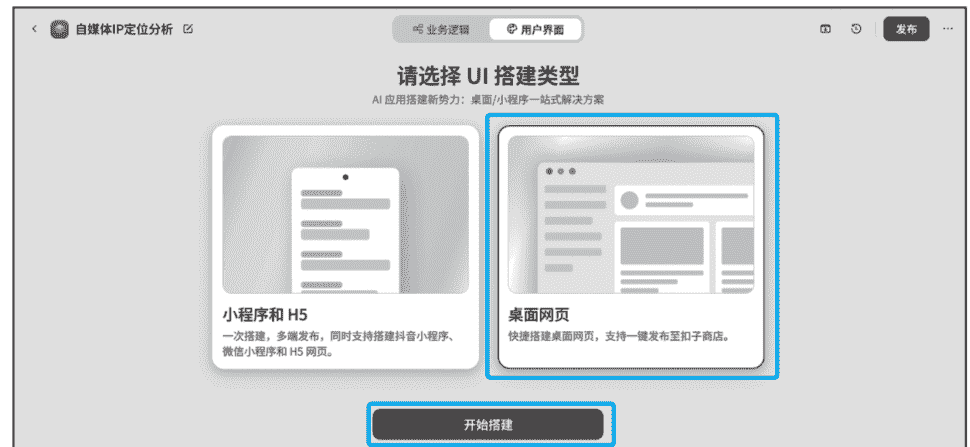 自媒体IP定位分析
业务逻辑
用户界面
发布
请选择 UI 搭建类型
AI 应用搭建新势力：桌面/小程序一站式解决方案
小程序和 H5
一次搭建，多端发布，同时支持搭建抖音小程序、
微信小程序和 H5 网页。
桌面网页
快捷搭建桌面网页，支持一键发布至扣子商店。
开始搭建